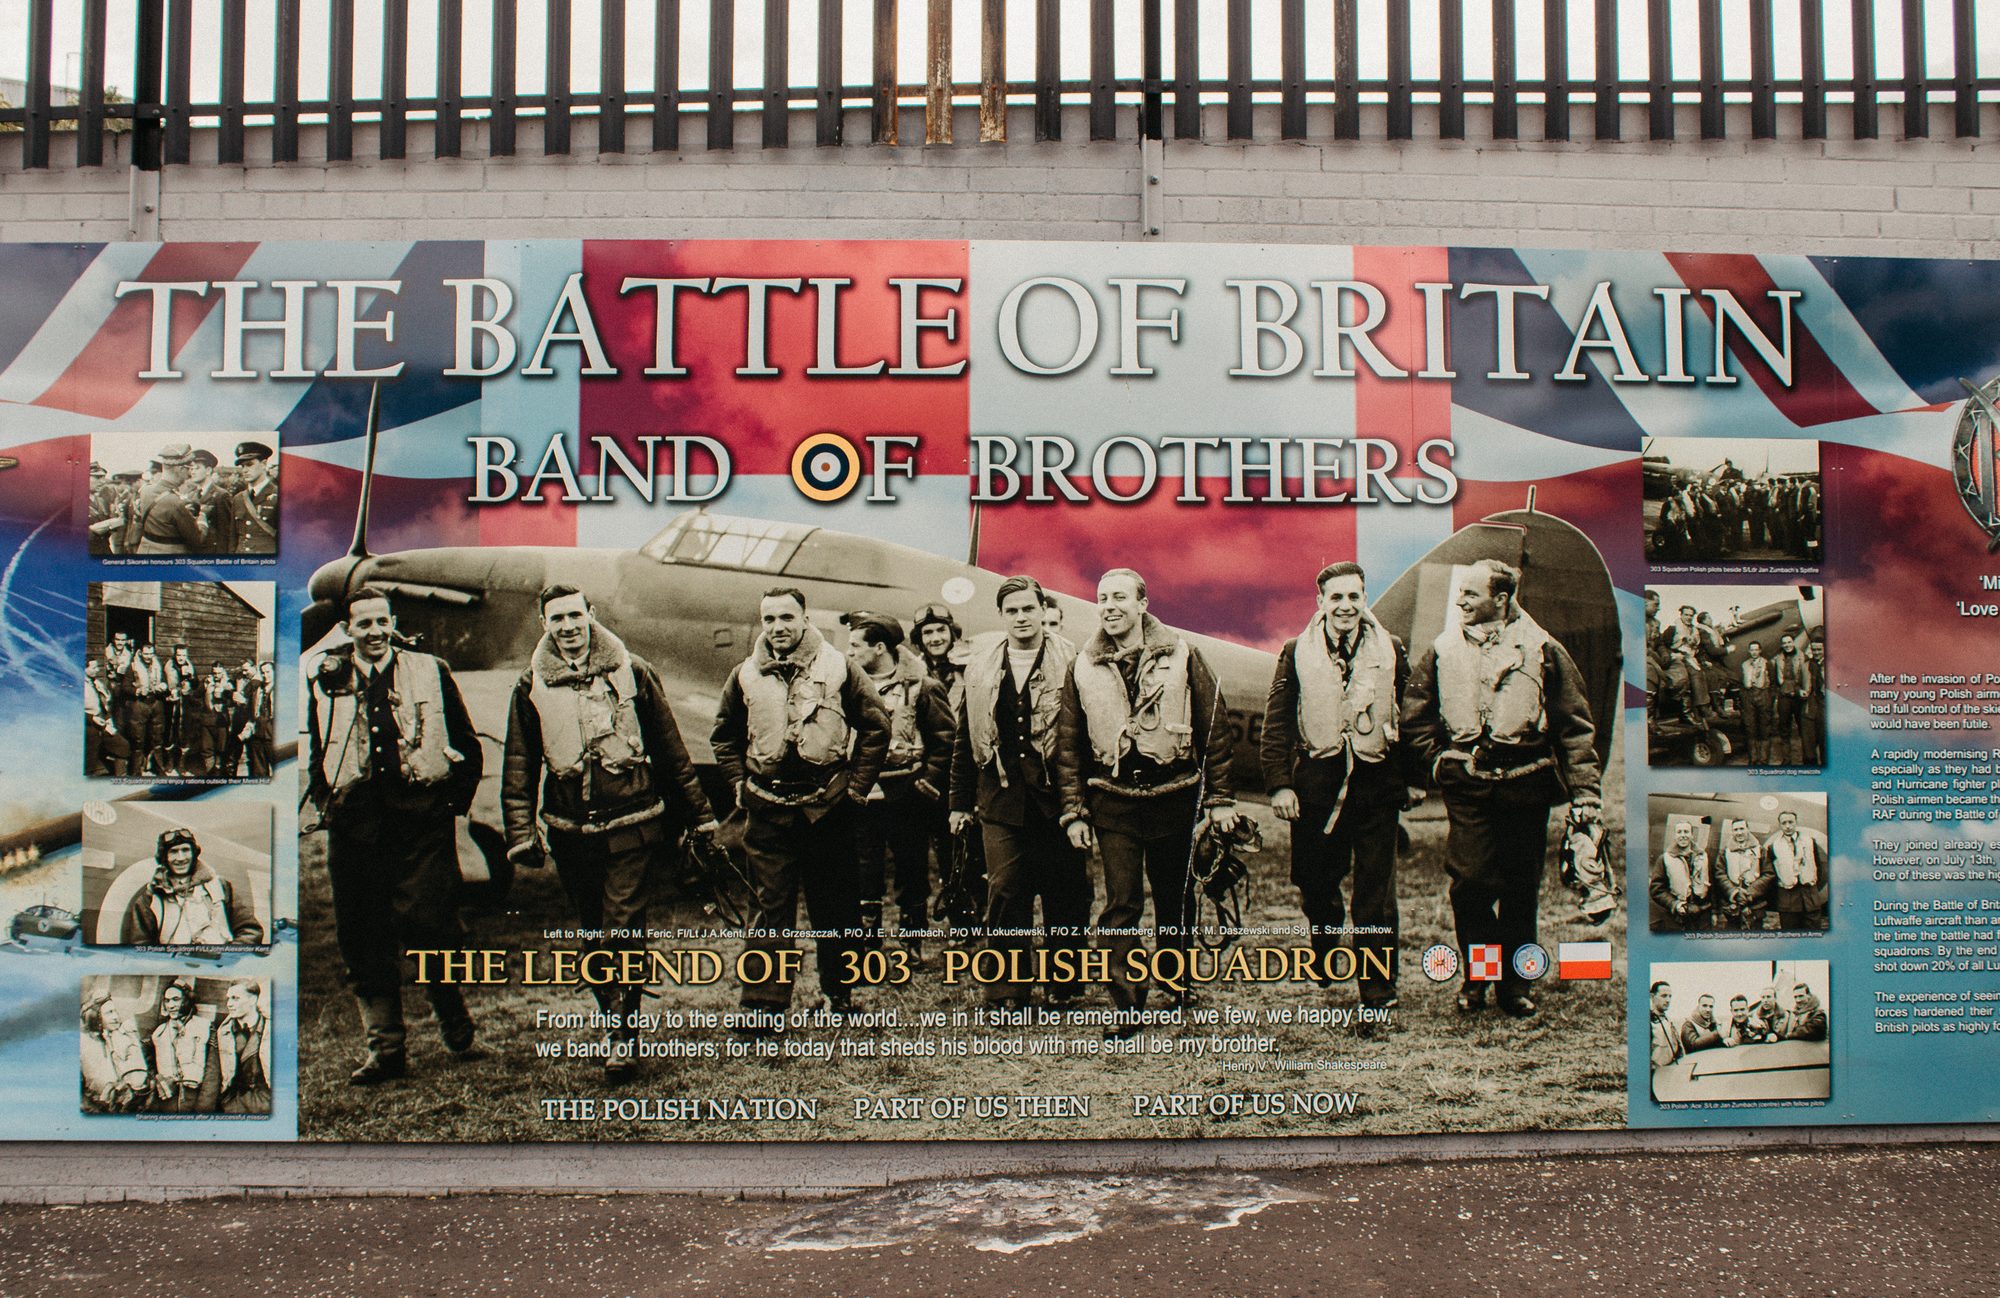 THE BATTLE OF BRITAIN
BAND OF BROTHERS
General Sikorski honours 303 Squadron Battle of Britain pilots
303 Squadron pilots enjoy rations outside their Mess Hut
303 Polish Squadron Fl/Lt John Alexander Kent
Sharing experiences after a successful mission
Left to Right: P/O M. Feric, Fl/Lt J.A.Kent, F/O B. Grzeszczak, P/O J. E. L Zumbach, P/O W. Lokuciewski, F/O Z. K. Hennerberg, P/O J. K. M. Daszewski and Sgt E. Szaposznikow.
THE LEGEND OF 303 POLISH SQUADRON
From this day to the ending of the world....we in it shall be remembered, we few, we happy few,
we band of brothers; for he today that sheds his blood with me shall be my brother.
'Henry V' William Shakespeare
THE POLISH NATION PART OF US THEN PART OF US NOW
303 Squadron Polish pilots beside S/Ldr Jan Zumbach's Spitfire
303 Squadron dog mascots
303 Polish Squadron fighter pilots 'Brothers in Arms'
303 Polish 'Ace' S/Ldr Jan Zumbach (centre) with fellow pilots
'Mi
'Love
After the invasion of Po
many young Polish airm
had full control of the skie
would have been futile.
A rapidly modernising R
especially as they had b
and Hurricane fighter pl
Polish airmen became th
RAF during the Battle of
They joined already es
However, on July 13th,
One of these was the hig
During the Battle of Brit
Luftwaffe aircraft than an
the time the battle had f
squadrons. By the end
shot down 20% of all Lu
The experience of seein
forces hardened their
British pilots as highly fo